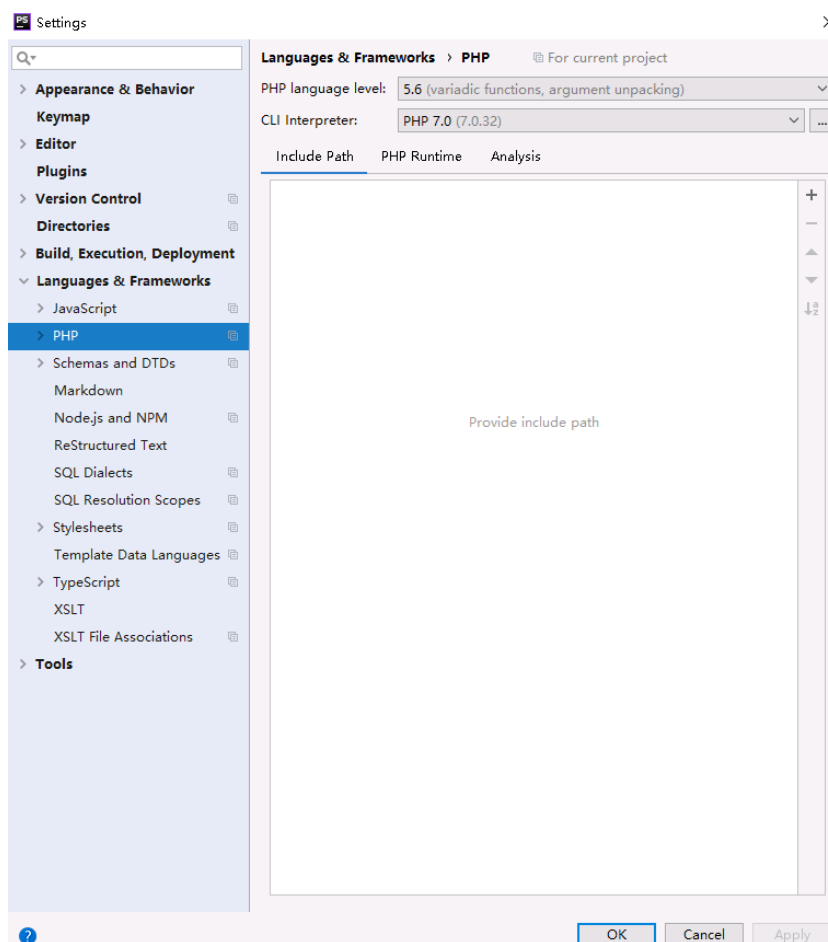 PS Settings
Languages & Frameworks › PHP For current project
Appearance & Behavior
PHP language level: 5.6 (variadic functions, argument unpacking)
Keymap
CLI Interpreter: PHP 7.0 (7.0.32) ...
Editor
Include Path PHP Runtime Analysis
Plugins
Version Control
Directories
Build, Execution, Deployment
Languages & Frameworks
JavaScript
PHP
Schemas and DTDs
Markdown
Node.js and NPM
Provide include path
ReStructured Text
SQL Dialects
SQL Resolution Scopes
Stylesheets
Template Data Languages
TypeScript
XSLT
XSLT File Associations
Tools
? OK Cancel Apply